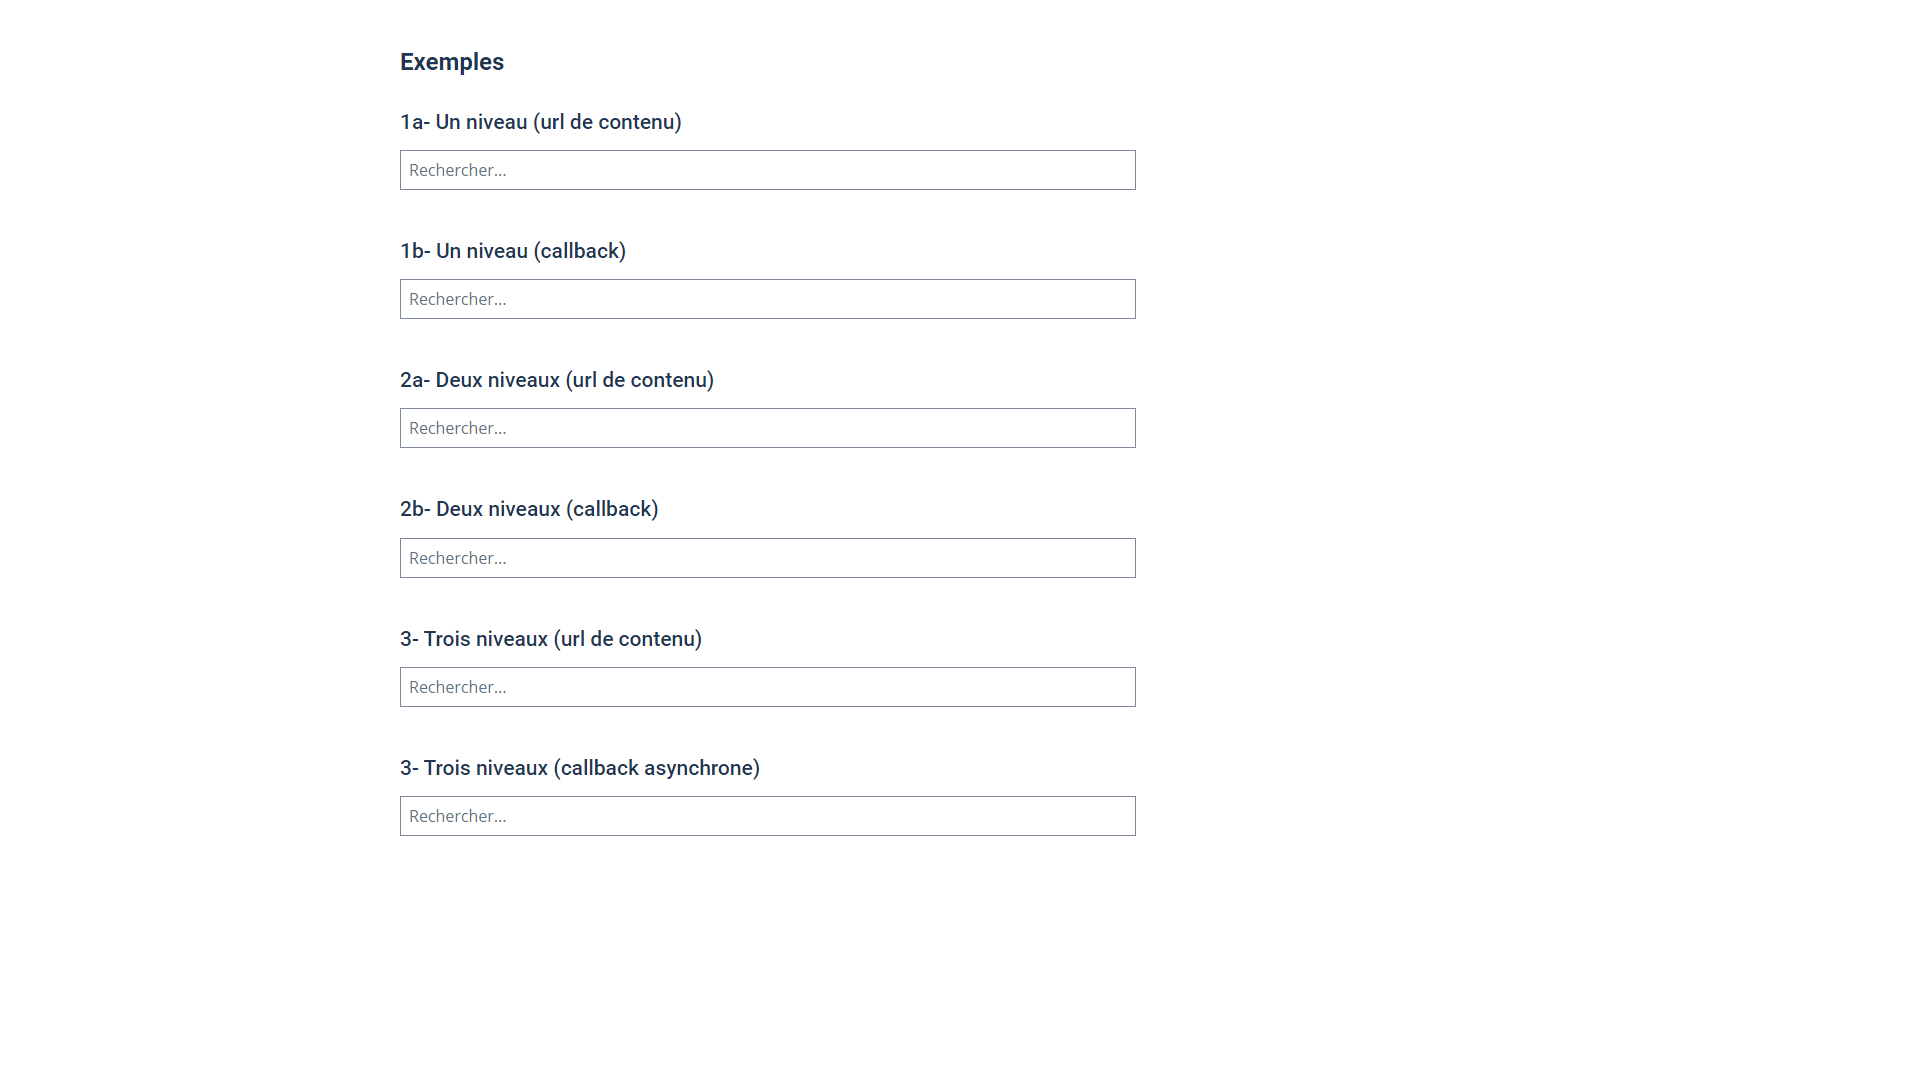 Exemples
1a- Un niveau (url de contenu)
Rechercher...
1b- Un niveau (callback)
Rechercher...
2a- Deux niveaux (url de contenu)
Rechercher...
2b- Deux niveaux (callback)
Rechercher...
3- Trois niveaux (url de contenu)
Rechercher...
3- Trois niveaux (callback asynchrone)
Rechercher...